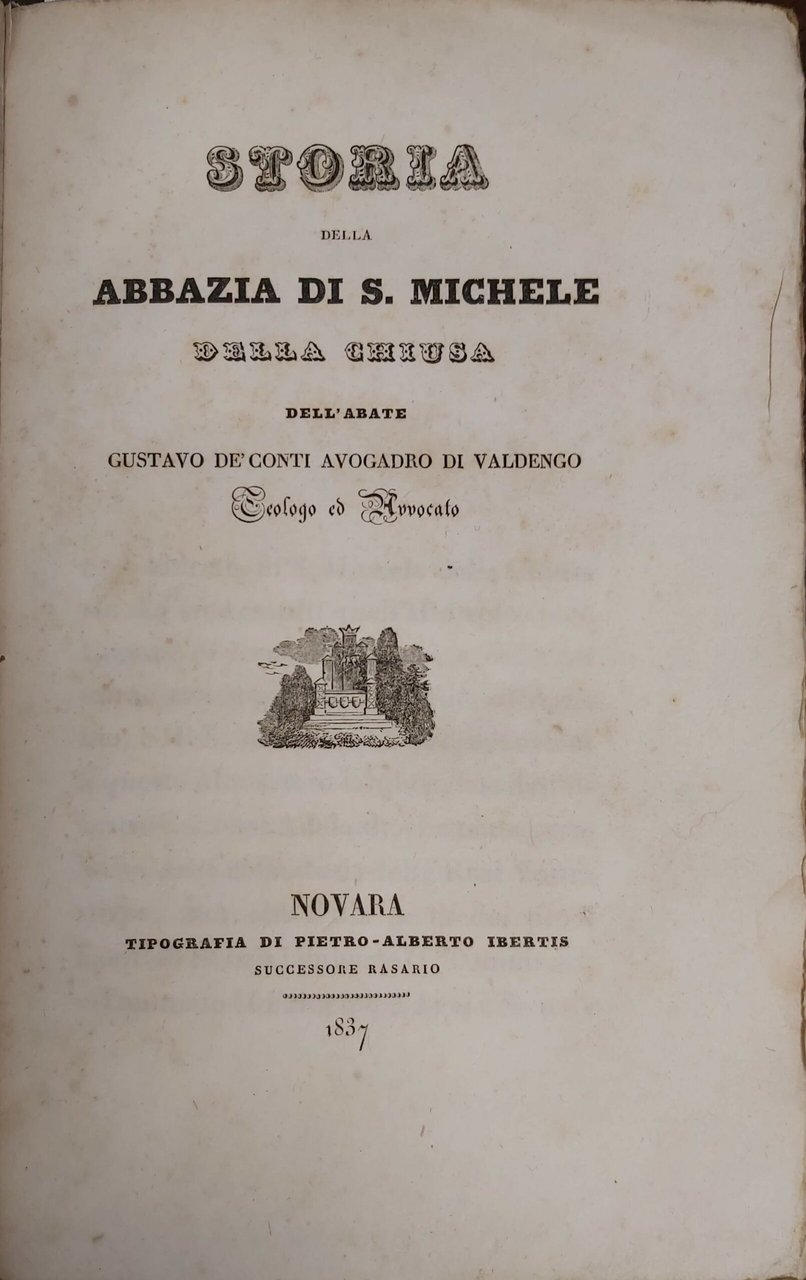 STORIA
DELLA
ABBAZIA DI S. MICHELE
DELLA CHIUSA
DELL'ABATE
GUSTAVO DE' CONTI AVOGADRO DI VALDENGO
Teologo ed Avvocato
NOVARA
TIPOGRAFIA DI PIETRO-ALBERTO IBERTIS
SUCCESSORE RASARIO
1837